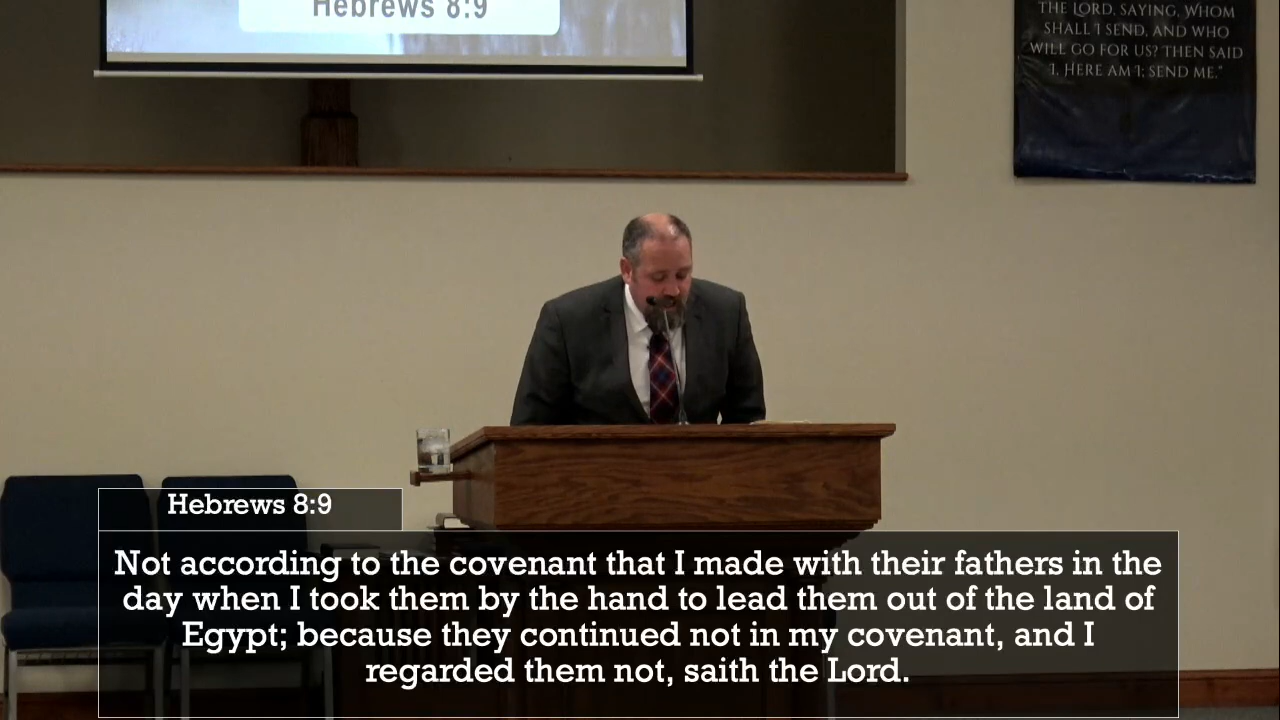 Hebrews 8:9
THE LORD, SAYING, WHOM
SHALL I SEND, AND WHO
WILL GO FOR US? THEN SAID
I, HERE AM I; SEND ME."
Hebrews 8:9
Not according to the covenant that I made with their fathers in the
day when I took them by the hand to lead them out of the land of
Egypt; because they continued not in my covenant, and I
regarded them not, saith the Lord.